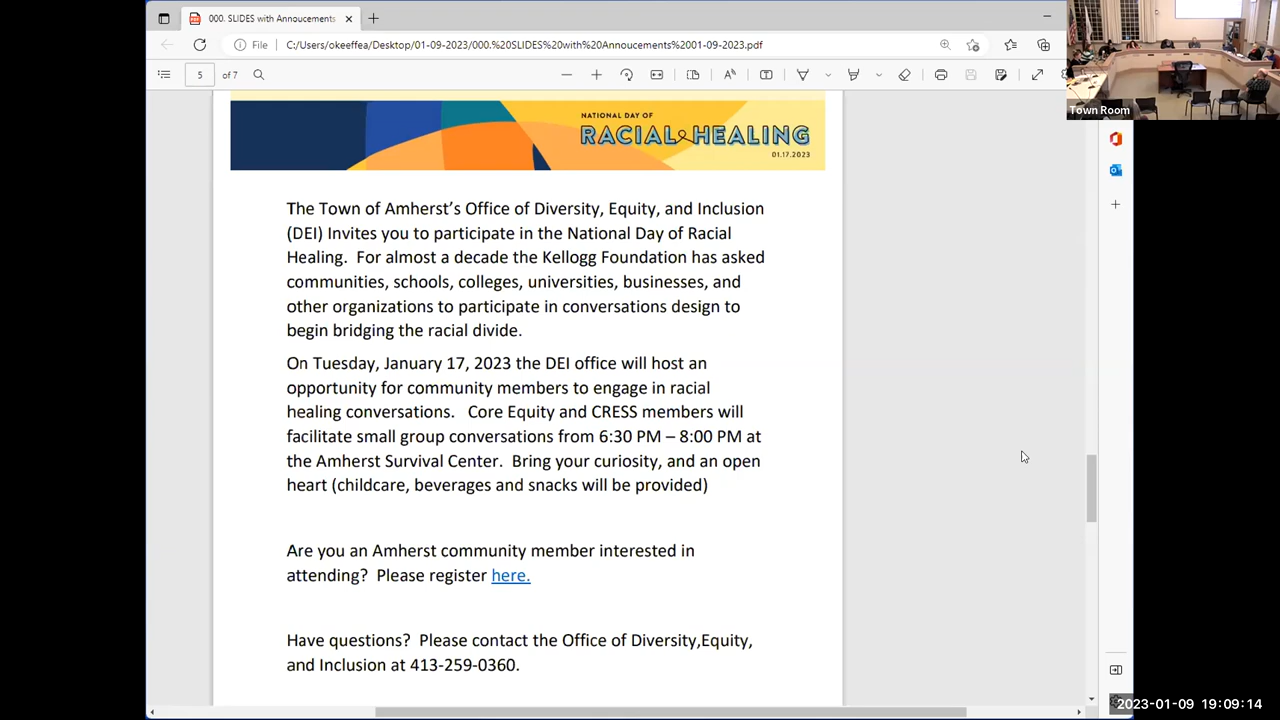 000. SLIDES with Annoucements
File
C:/Users/okeeffea/Desktop/01-09-2023/000.%20SLIDES%20with%20Annoucements%2001-09-2023.pdf
5 of 7
Town Room
NATIONAL DAY OF
RACIAL HEALING
01.17.2023
The Town of Amherst’s Office of Diversity, Equity, and Inclusion
(DEI) Invites you to participate in the National Day of Racial
Healing. For almost a decade the Kellogg Foundation has asked
communities, schools, colleges, universities, businesses, and
other organizations to participate in conversations design to
begin bridging the racial divide.
On Tuesday, January 17, 2023 the DEI office will host an
opportunity for community members to engage in racial
healing conversations. Core Equity and CRESS members will
facilitate small group conversations from 6:30 PM – 8:00 PM at
the Amherst Survival Center. Bring your curiosity, and an open
heart (childcare, beverages and snacks will be provided)
Are you an Amherst community member interested in
attending? Please register here.
Have questions? Please contact the Office of Diversity,Equity,
and Inclusion at 413-259-0360.
2023-01-09 19:09:14